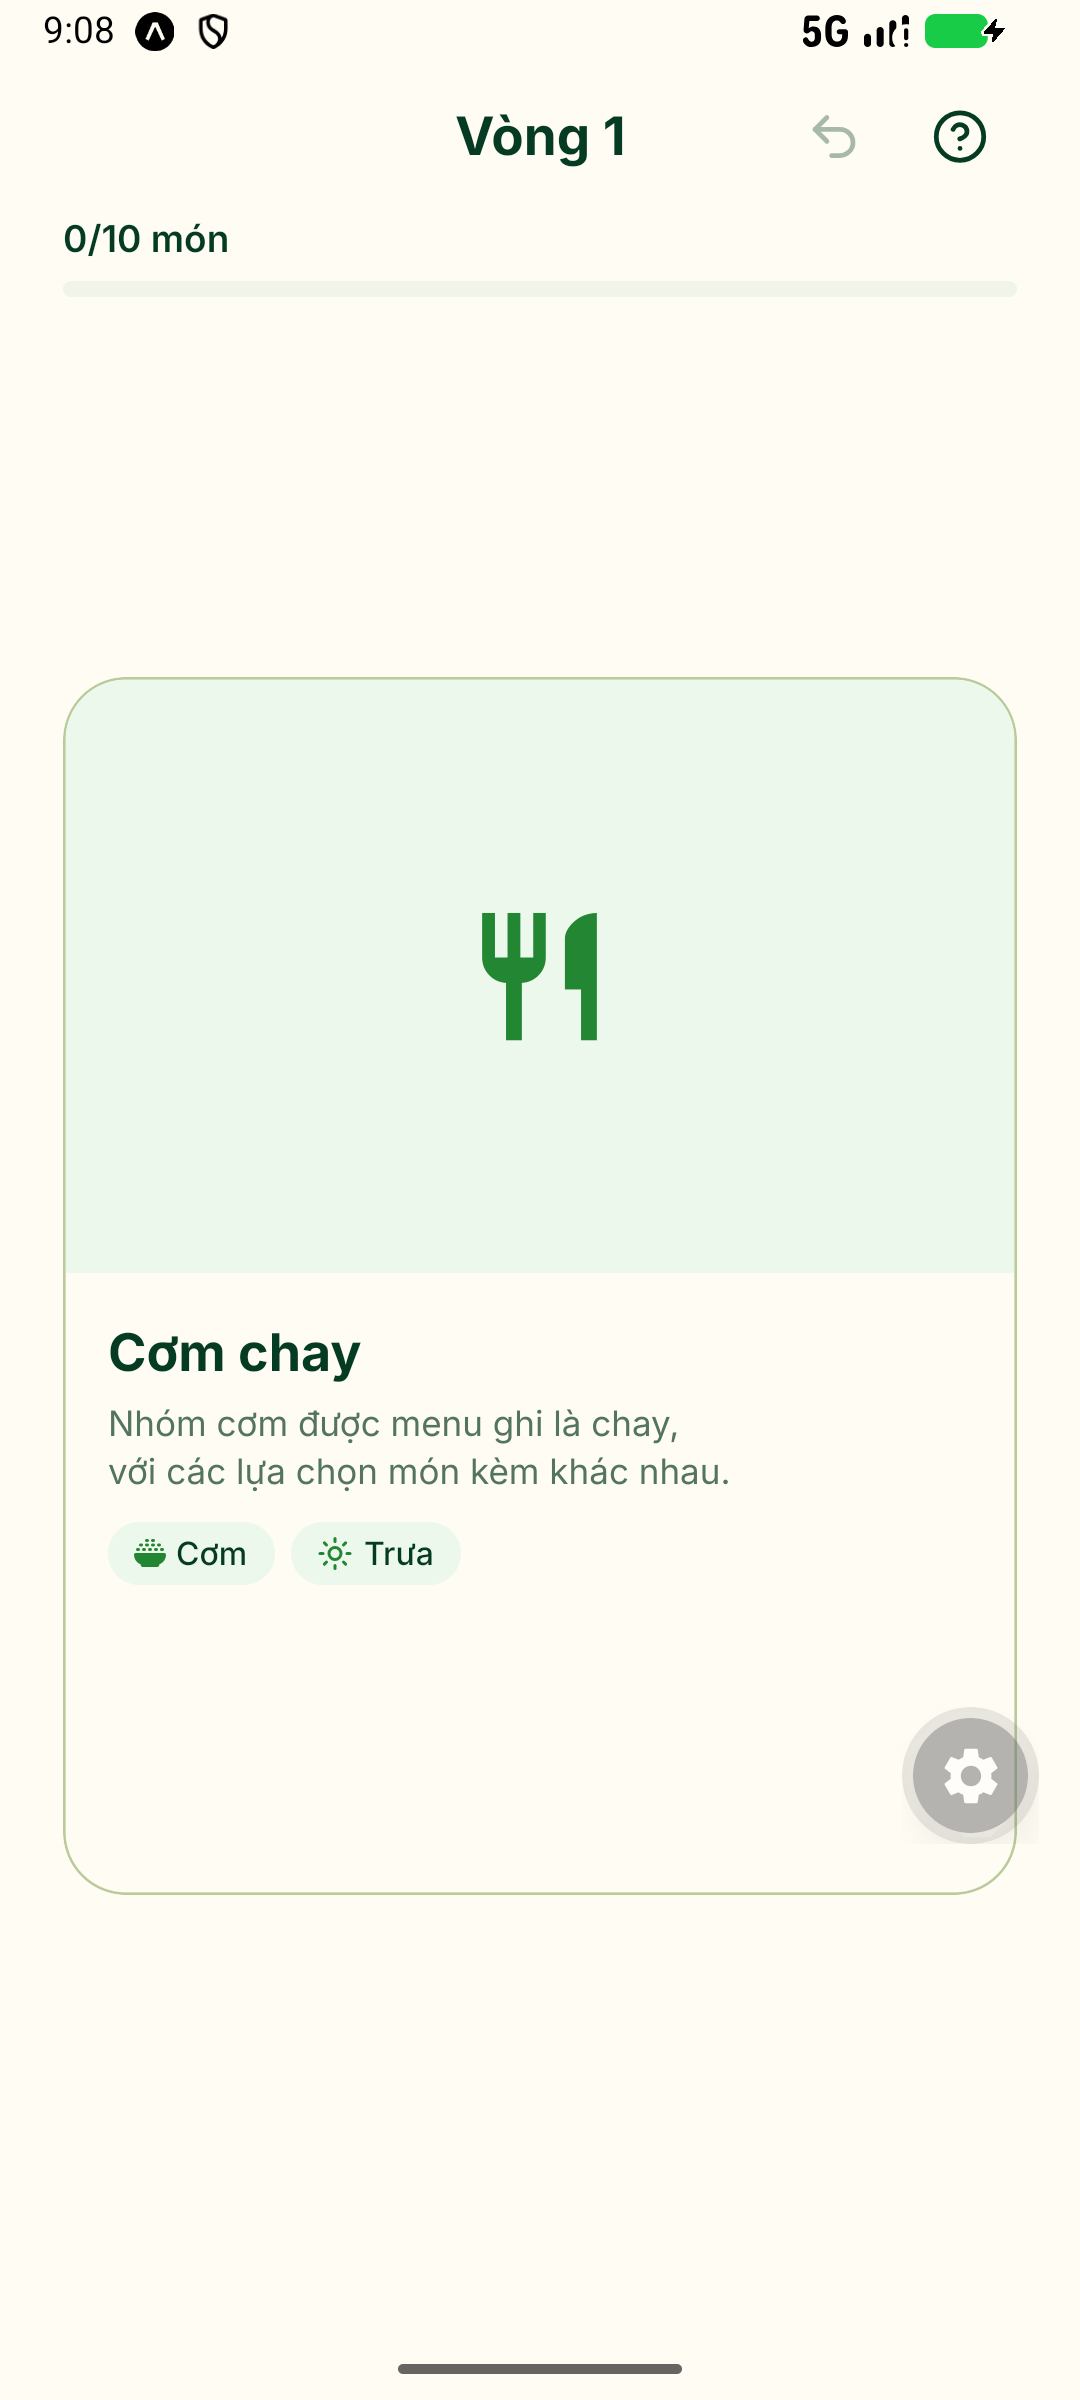 9:08
5G
Vòng 1
0/10 món
Cơm chay
Nhóm cơm được menu ghi là chay,
với các lựa chọn món kèm khác nhau.
Cơm
Trưa